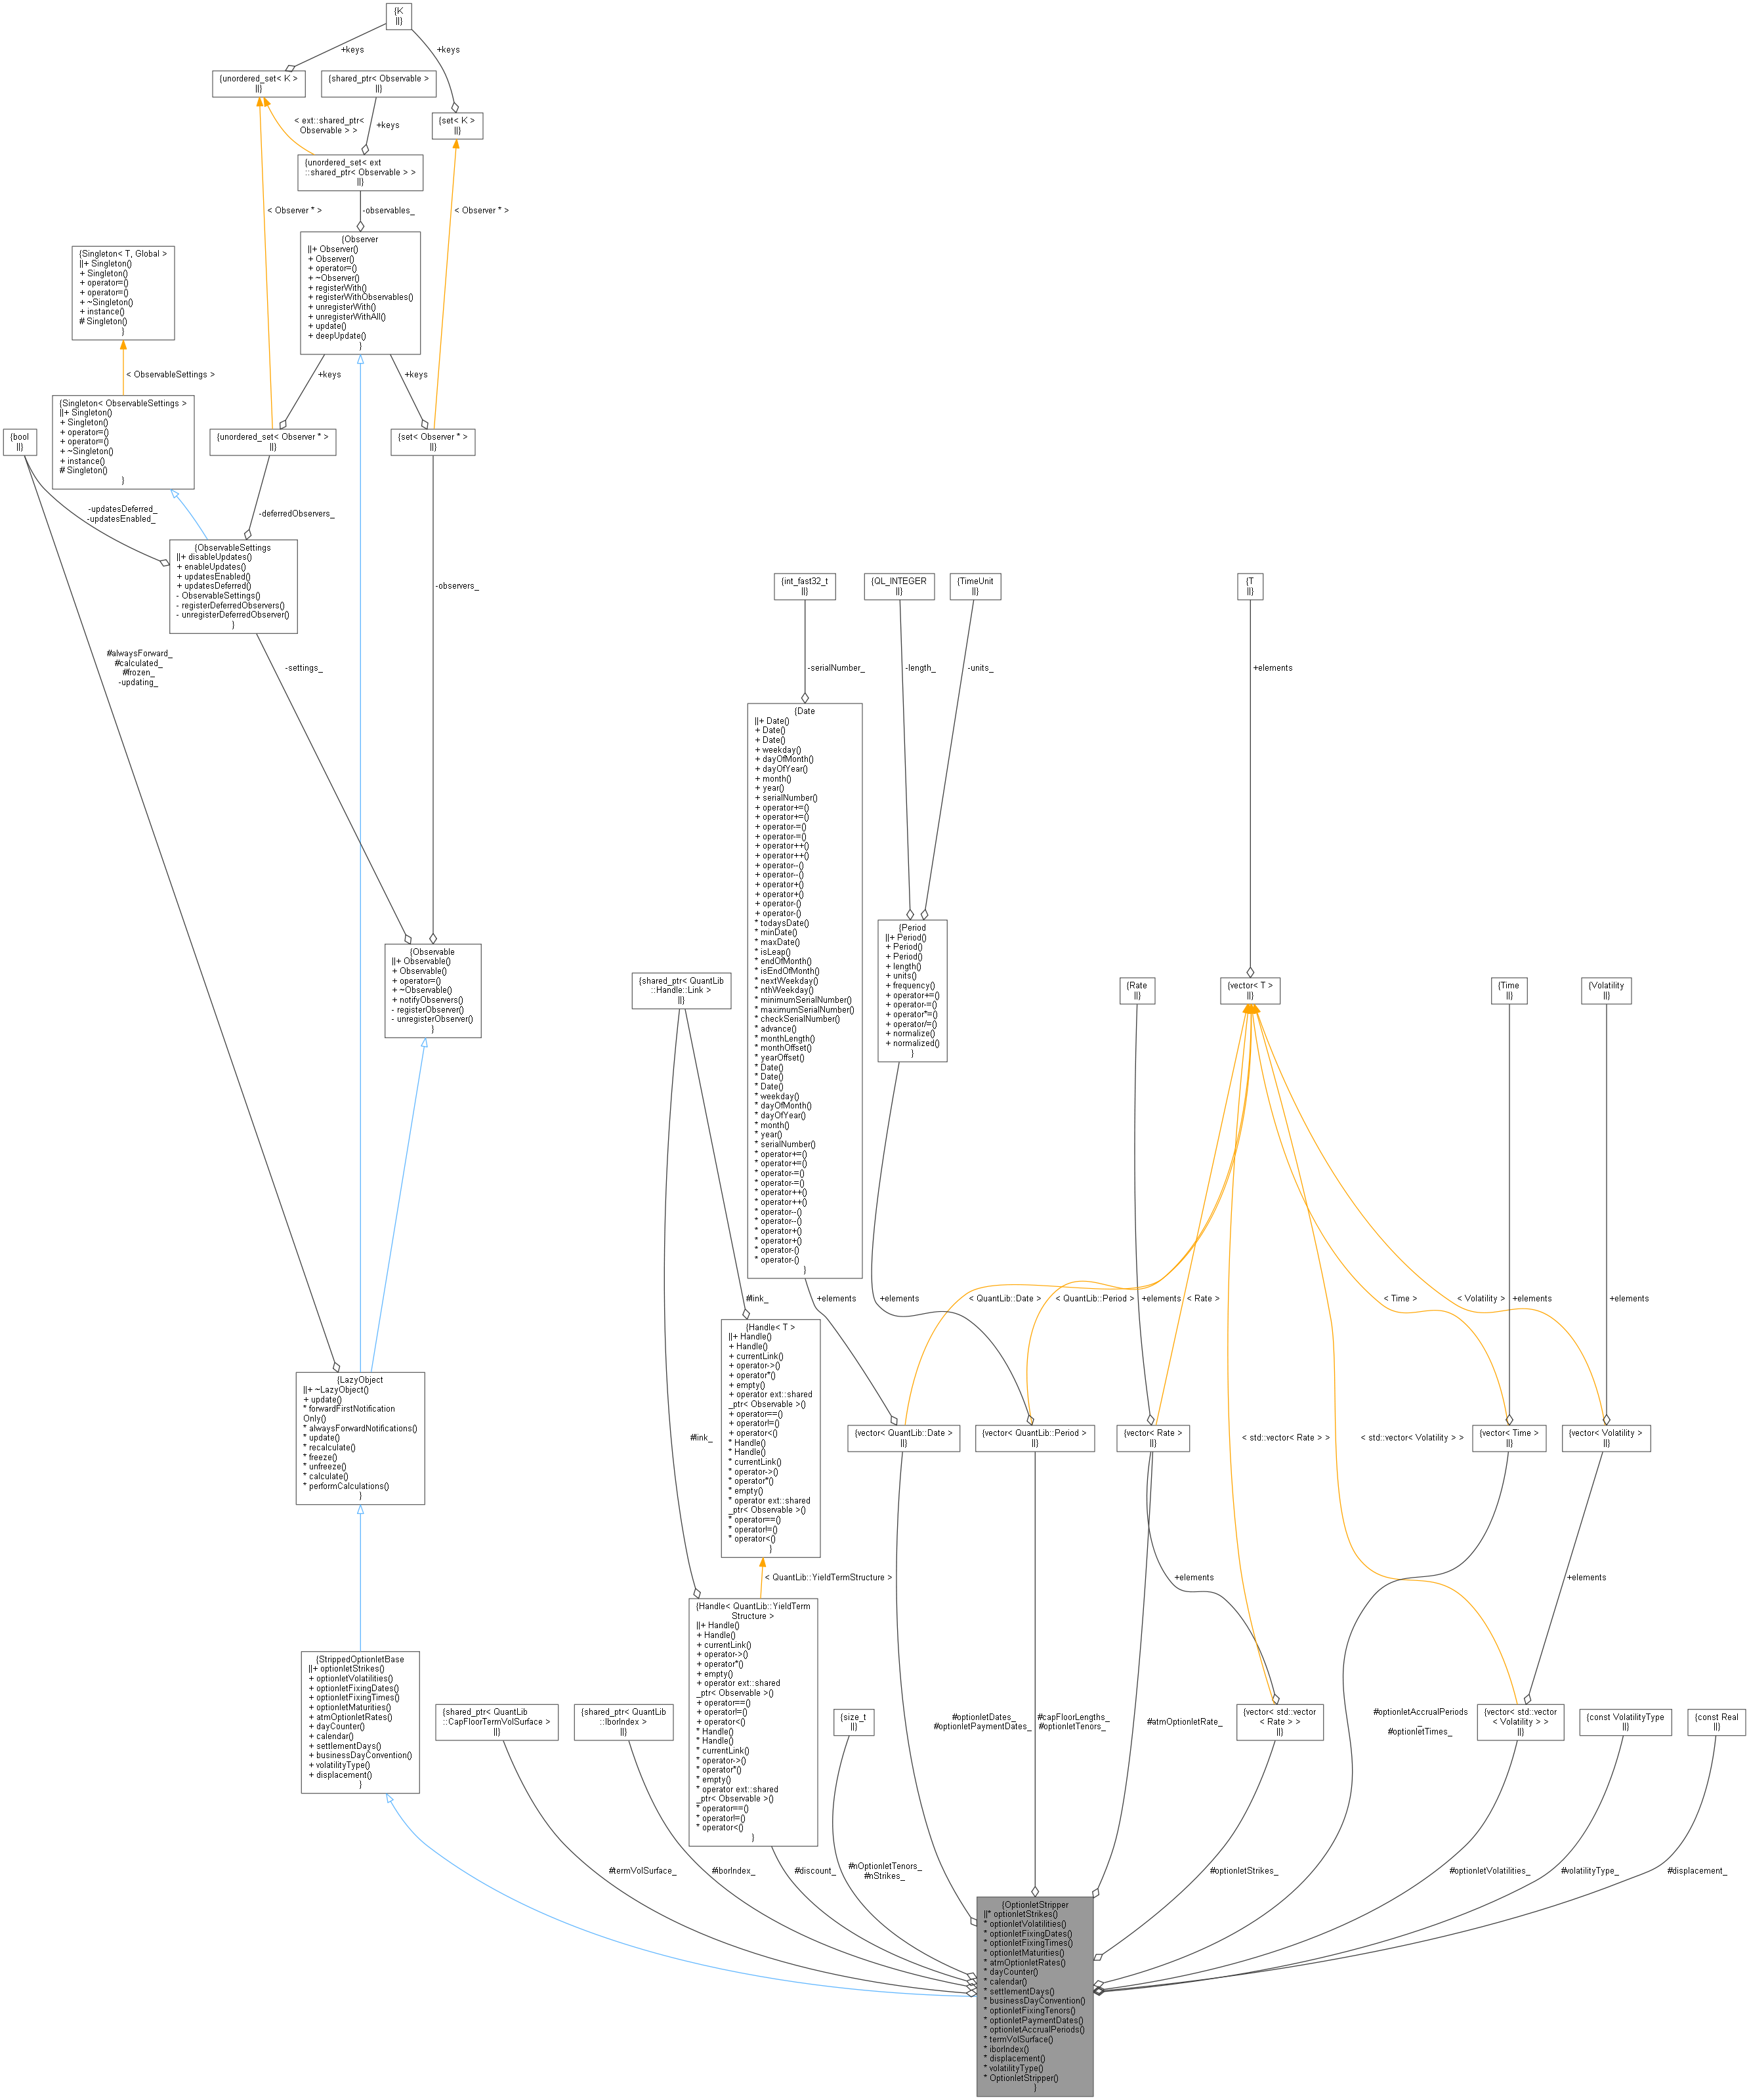 {K
||}
+keys
+keys
{unordered_set< K >
||}
{shared_ptr< Observable >
||}
{set< K >
||}
< ext::shared_ptr<
Observable > >
+keys
{unordered_set< ext
::shared_ptr< Observable > >
||}
< Observer * >
-observables_
< Observer * >
{Singleton< T, Global >
||+ Singleton()
+ Singleton()
+ operator=()
+ operator=()
+ ~Singleton()
+ instance()
# Singleton()
}
{Observer
||+ Observer()
+ Observer()
+ operator=()
+ ~Observer()
+ registerWith()
+ registerWithObservables()
+ unregisterWith()
+ unregisterWithAll()
+ update()
+ deepUpdate()
}
< ObservableSettings >
+keys
+keys
{bool
||}
{Singleton< ObservableSettings >
||+ Singleton()
+ Singleton()
+ operator=()
+ operator=()
+ ~Singleton()
+ instance()
# Singleton()
}
{unordered_set< Observer * >
||}
{set< Observer * >
||}
-updatesDeferred_
-updatesEnabled_
-deferredObservers_
{ObservableSettings
||+ disableUpdates()
+ enableUpdates()
+ updatesEnabled()
+ updatesDeferred()
- ObservableSettings()
- registerDeferredObservers()
- unregisterDeferredObserver()
}
-observers_
{int_fast32_t
||}
{QL_INTEGER
||}
{TimeUnit
||}
{T
||}
#alwaysForward_
#calculated_
#frozen_
-updating_
-settings_
-serialNumber_
-length_
-units_
+elements
{Date
||+ Date()
+ Date()
+ Date()
+ weekday()
+ dayOfMonth()
+ dayOfYear()
+ month()
+ year()
+ serialNumber()
+ operator+=()
+ operator+=()
+ operator-=()
+ operator-=()
+ operator++()
+ operator++()
+ operator--()
+ operator--()
+ operator+()
+ operator+()
+ operator-()
+ operator-()
* todaysDate()
* minDate()
* maxDate()
* isLeap()
* endOfMonth()
* isEndOfMonth()
* nextWeekday()
* nthWeekday()
* minimumSerialNumber()
* maximumSerialNumber()
* checkSerialNumber()
* advance()
* monthLength()
* monthOffset()
* yearOffset()
* Date()
* Date()
* Date()
* weekday()
* dayOfMonth()
* dayOfYear()
* month()
* year()
* serialNumber()
* operator+=()
* operator+=()
* operator-=()
* operator-=()
* operator++()
* operator++()
* operator--()
* operator--()
* operator+()
* operator+()
* operator-()
* operator-()
}
{Period
||+ Period()
+ Period()
+ Period()
+ length()
+ units()
+ frequency()
+ operator+=()
+ operator-=()
+ operator*=()
+ operator/=()
+ normalize()
+ normalized()
}
{Observable
||+ Observable()
+ Observable()
+ operator=()
+ ~Observable()
+ notifyObservers()
- registerObserver()
- unregisterObserver()
}
{shared_ptr< QuantLib
::Handle::Link >
||}
{Rate
||}
{vector< T >
||}
{Time
||}
{Volatility
||}
#link_
+elements
+elements
< QuantLib::Date >
< QuantLib::Period >
+elements
< Rate >
< Time >
+elements
< Volatility >
+elements
{Handle< T >
||+ Handle()
+ Handle()
+ currentLink()
+ operator->()
+ operator*()
+ empty()
+ operator ext::shared
_ptr< Observable >()
+ operator==()
+ operator!=()
+ operator<()
* Handle()
* Handle()
* currentLink()
* operator->()
* operator*()
* empty()
* operator ext::shared
_ptr< Observable >()
* operator==()
* operator!=()
* operator<()
}
{LazyObject
||+ ~LazyObject()
+ update()
* forwardFirstNotification
Only()
* alwaysForwardNotifications()
* update()
* recalculate()
* freeze()
* unfreeze()
* calculate()
* performCalculations()
}
#link_
{vector< QuantLib::Date >
||}
{vector< QuantLib::Period >
||}
{vector< Rate >
||}
< std::vector< Rate > >
< std::vector< Volatility > >
{vector< Time >
||}
{vector< Volatility >
||}
< QuantLib::YieldTermStructure >
+elements
+elements
{Handle< QuantLib::YieldTerm
Structure >
||+ Handle()
+ Handle()
+ currentLink()
+ operator->()
+ operator*()
+ empty()
+ operator ext::shared
_ptr< Observable >()
+ operator==()
+ operator!=()
+ operator<()
* Handle()
* Handle()
* currentLink()
* operator->()
* operator*()
* empty()
* operator ext::shared
_ptr< Observable >()
* operator==()
* operator!=()
* operator<()
}
{StrippedOptionletBase
||+ optionletStrikes()
+ optionletVolatilities()
+ optionletFixingDates()
+ optionletFixingTimes()
+ optionletMaturities()
+ atmOptionletRates()
+ dayCounter()
+ calendar()
+ settlementDays()
+ businessDayConvention()
+ volatilityType()
+ displacement()
}
{shared_ptr< QuantLib
::CapFloorTermVolSurface >
||}
{shared_ptr< QuantLib
::IborIndex >
||}
{size_t
||}
#optionletDates_
#optionletPaymentDates_
#capFloorLengths_
#optionletTenors_
#atmOptionletRate_
{vector< std::vector
< Rate > >
||}
#optionletAccrualPeriods
_
#optionletTimes_
{vector< std::vector
< Volatility > >
||}
{const VolatilityType
||}
{const Real
||}
#termVolSurface_
#iborIndex_
#discount_
#nOptionletTenors_
#nStrikes_
#optionletStrikes_
#optionletVolatilities_
#volatilityType_
#displacement_
{OptionletStripper
||* optionletStrikes()
* optionletVolatilities()
* optionletFixingDates()
* optionletFixingTimes()
* optionletMaturities()
* atmOptionletRates()
* dayCounter()
* calendar()
* settlementDays()
* businessDayConvention()
* optionletFixingTenors()
* optionletPaymentDates()
* optionletAccrualPeriods()
* termVolSurface()
* iborIndex()
* displacement()
* volatilityType()
* OptionletStripper()
}